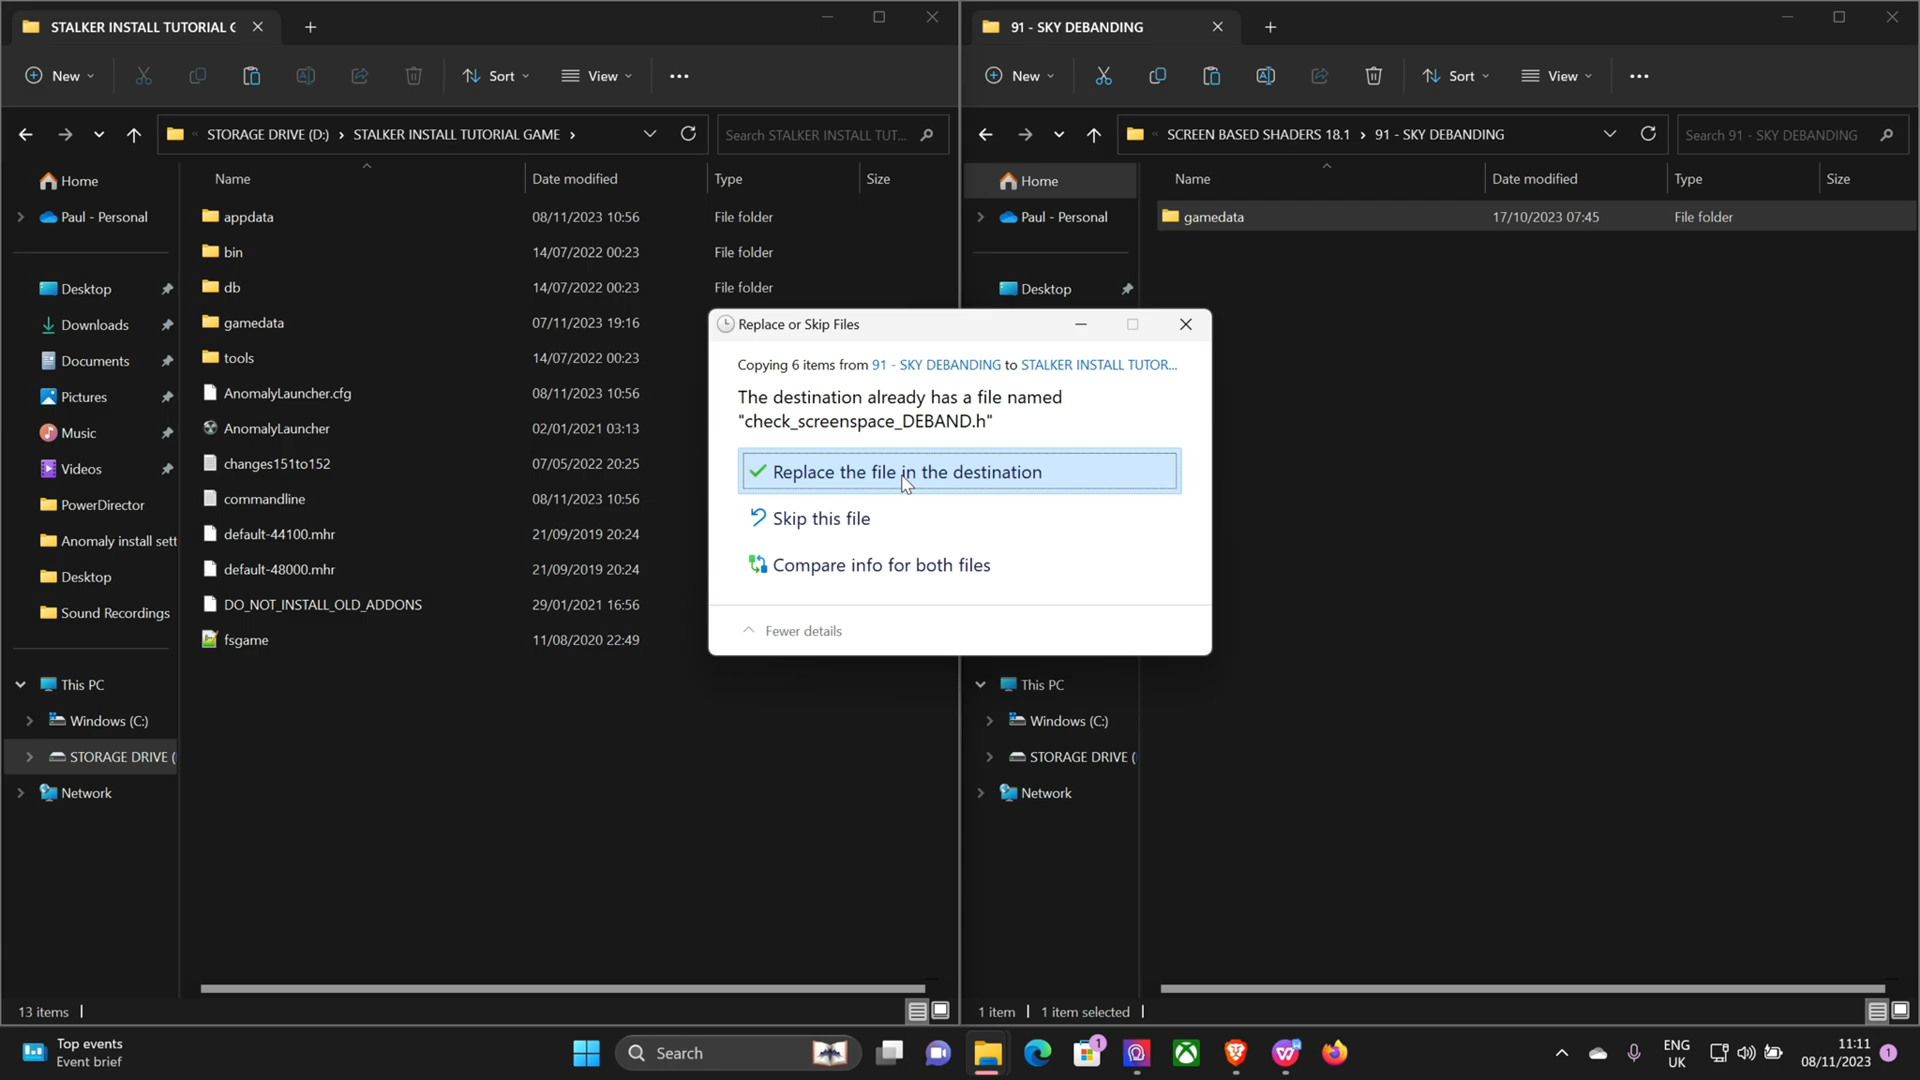 STALKER INSTALL TUTORIAL G
New
Sort
View
STORAGE DRIVE (D:)
STALKER INSTALL TUTORIAL GAME
Search STALKER INSTALL TUT...
Home
Paul - Personal
Desktop
Downloads
Documents
Pictures
Music
Videos
PowerDirector
Anomaly install sett
Desktop
Sound Recordings
This PC
Windows (C:)
STORAGE DRIVE (
Network
Name Date modified Type Size
appdata 08/11/2023 10:56 File folder
bin 14/07/2022 00:23 File folder
db 14/07/2022 00:23 File folder
gamedata 07/11/2023 19:16
tools 14/07/2022 00:23
AnomalyLauncher.cfg 08/11/2023 10:56
AnomalyLauncher 02/01/2021 03:13
changes151to152 07/05/2022 20:25
commandline 08/11/2023 10:56
default-44100.mhr 21/09/2019 20:24
default-48000.mhr 21/09/2019 20:24
DO_NOT_INSTALL_OLD_ADDONS 29/01/2021 16:56
fsgame 11/08/2020 22:49
13 items
91 - SKY DEBANDING
New
Sort
View
SCREEN BASED SHADERS 18.1
91 - SKY DEBANDING
Search 91 - SKY DEBANDING
Home
Paul - Personal
Desktop
This PC
Windows (C:)
STORAGE DRIVE (
Network
Name Date modified Type Size
gamedata 17/10/2023 07:45 File folder
1 item
1 item selected
Replace or Skip Files
Copying 6 items from 91 - SKY DEBANDING to STALKER INSTALL TUTOR...
The destination already has a file named
"check_screenspace_DEBAND.h"
Replace the file in the destination
Skip this file
Compare info for both files
Fewer details
Top events
Event brief
Search
1
ENG
UK
11:11
08/11/2023
1